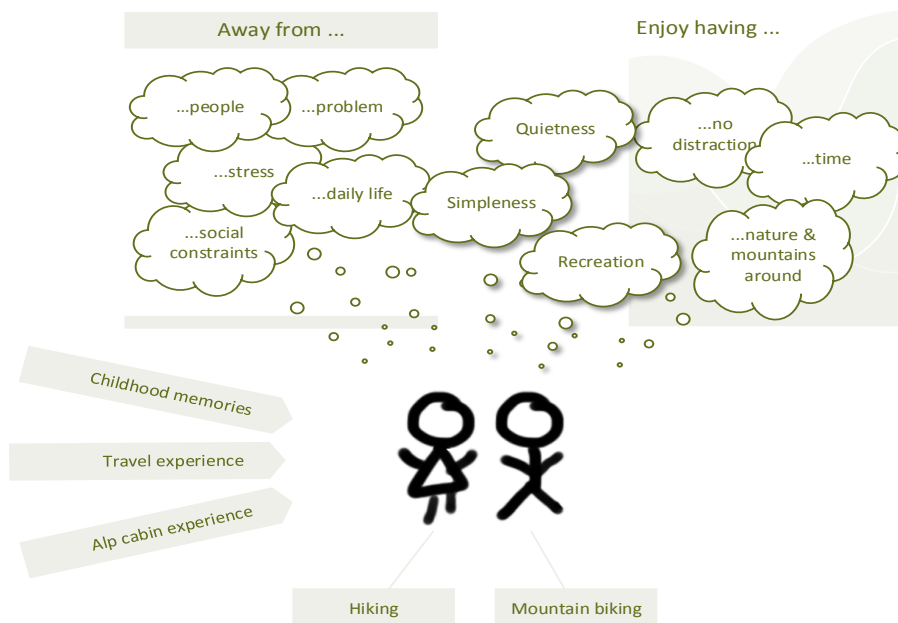 Away from ...
Enjoy having ...
...people
...problem
...stress
...daily life
...social
constraints
Quietness
Simpleness
Recreation
...no
distraction
...time
...nature &
mountains
around
Childhood memories
Travel experience
Alp cabin experience
Hiking
Mountain biking